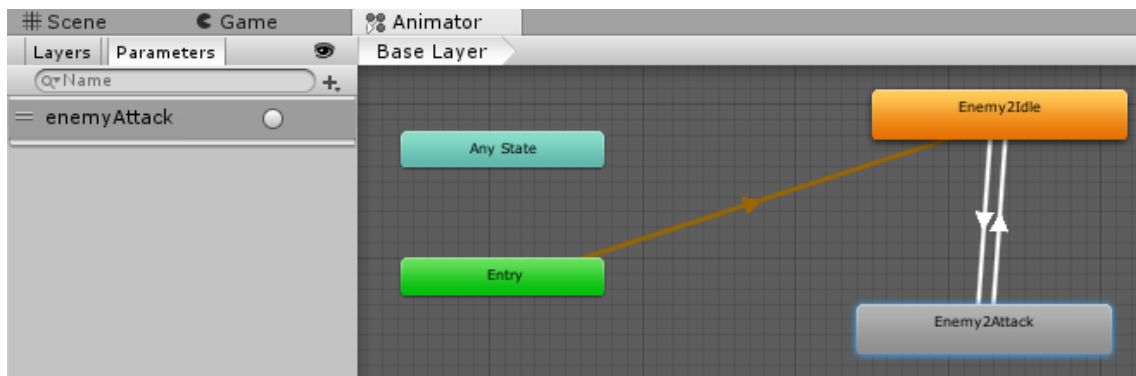 Scene Game Animator
Layers Parameters Base Layer
Name
enemyAttack
Enemy2Idle
Any State
Entry
Enemy2Attack